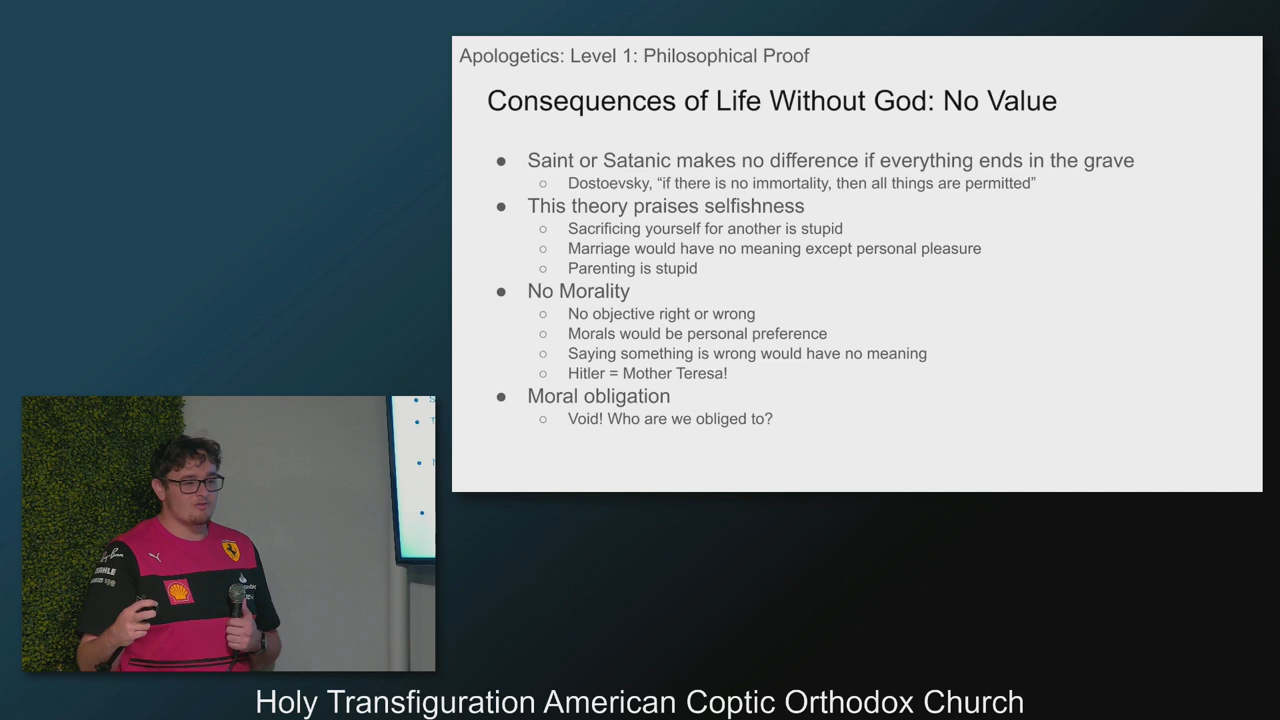 Apologetics: Level 1: Philosophical Proof
Consequences of Life Without God: No Value
● Saint or Satanic makes no difference if everything ends in the grave
○ Dostoevsky, “if there is no immortality, then all things are permitted”
● This theory praises selfishness
○ Sacrificing yourself for another is stupid
○ Marriage would have no meaning except personal pleasure
○ Parenting is stupid
● No Morality
○ No objective right or wrong
○ Morals would be personal preference
○ Saying something is wrong would have no meaning
○ Hitler = Mother Teresa!
● Moral obligation
○ Void! Who are we obliged to?
Holy Transfiguration American Coptic Orthodox Church